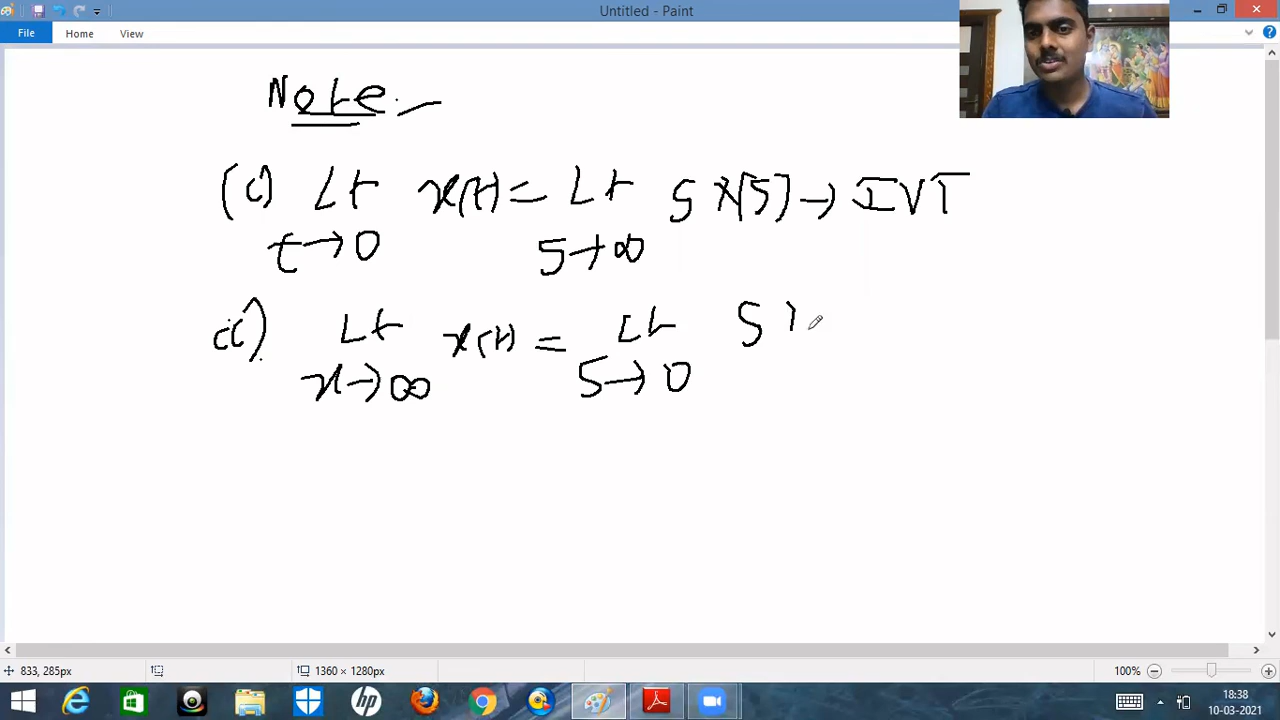 Untitled - Paint
File Home View
Note
(i) Lt x(t) = Lt S X[S] → IVT
t → 0 S → ∞
ii) Lt x(t) = Lt S
x → ∞ S → 0
833, 285px 1360 × 1280px 100%
18:38
10-03-2021